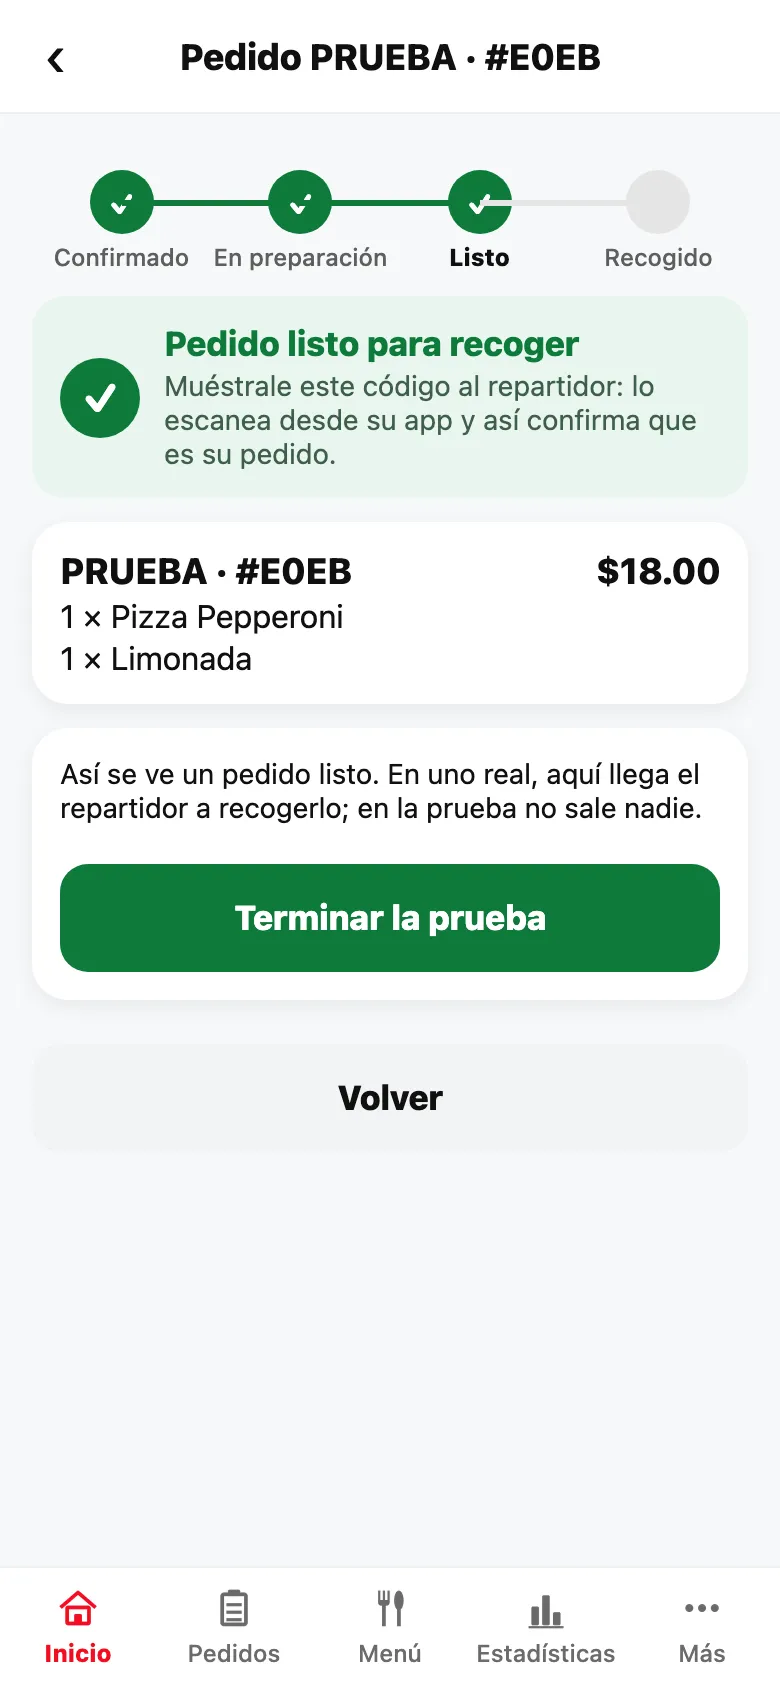 Pedido PRUEBA · #E0EB
Confirmado
En preparación
Listo
Recogido
Pedido listo para recoger
Muéstrale este código al repartidor: lo
escanea desde su app y así confirma que
es su pedido.
PRUEBA · #E0EB
$18.00
1 × Pizza Pepperoni
1 × Limonada
Así se ve un pedido listo. En uno real, aquí llega el
repartidor a recogerlo; en la prueba no sale nadie.
Terminar la prueba
Volver
Inicio
Pedidos
Menú
Estadísticas
Más